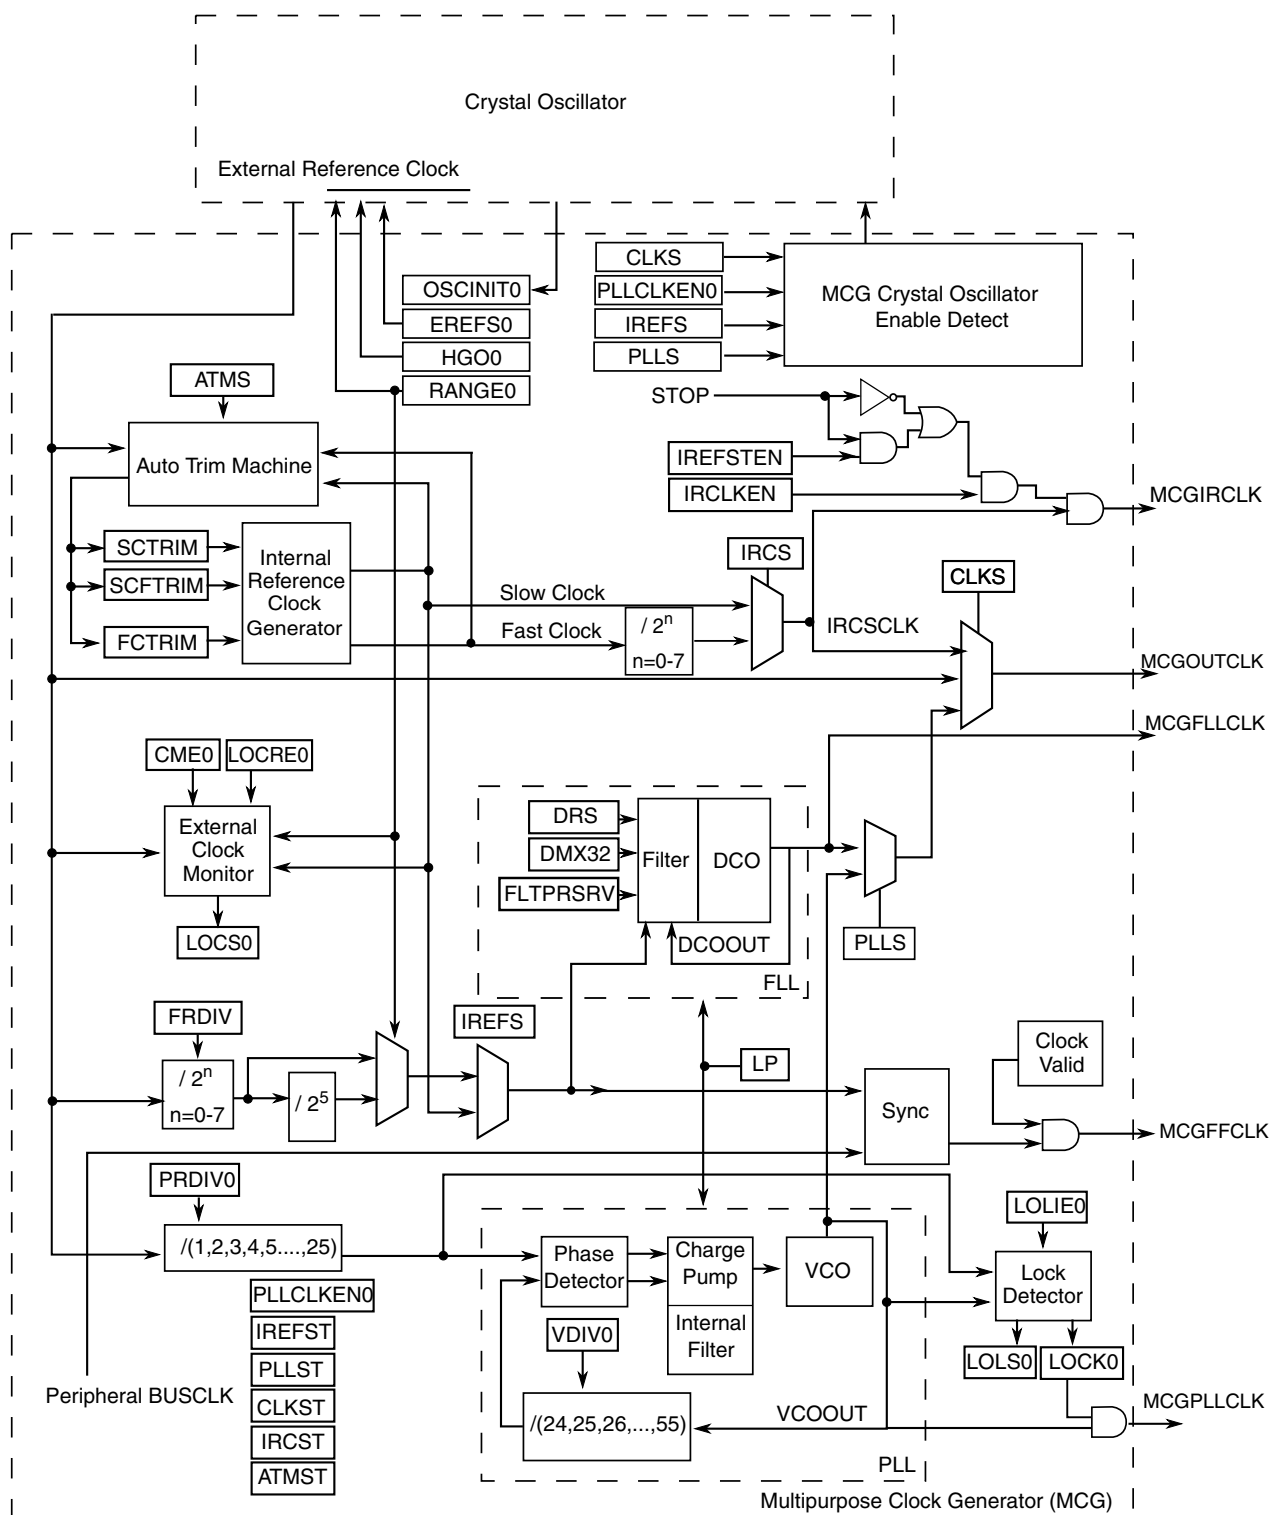 Crystal Oscillator
External Reference Clock
OSCINIT0
EREFS0
HGO0
RANGE0
CLKS
PLLCLKEN0
IREFS
PLLS
MCG Crystal Oscillator
Enable Detect
STOP
IREFSTEN
IRCLKEN
MCGIRCLK
ATMS
Auto Trim Machine
SCTRIM
SCFTRIM
FCTRIM
Internal
Reference
Clock
Generator
Slow Clock
Fast Clock
/ 2n
n=0-7
IRCS
IRCSCLK
CLKS
MCGOUTCLK
MCGFLLCLK
CME0
LOCRE0
External
Clock
Monitor
LOCS0
DRS
DMX32
FLTPRSRV
Filter
DCO
DCOOUT
FLL
PLLS
FRDIV
/ 2n
n=0-7
/ 25
IREFS
LP
Clock
Valid
Sync
MCGFFCLK
PRDIV0
/(1,2,3,4,5....,25)
Phase
Detector
Charge
Pump
Internal
Filter
VCO
VDIV0
/(24,25,26,...,55)
VCOOUT
PLL
LOLIE0
Lock
Detector
LOLS0
LOCK0
MCGPLLCLK
PLLCLKEN0
IREFST
PLLST
CLKST
IRCST
ATMST
Peripheral BUSCLK
Multipurpose Clock Generator (MCG)